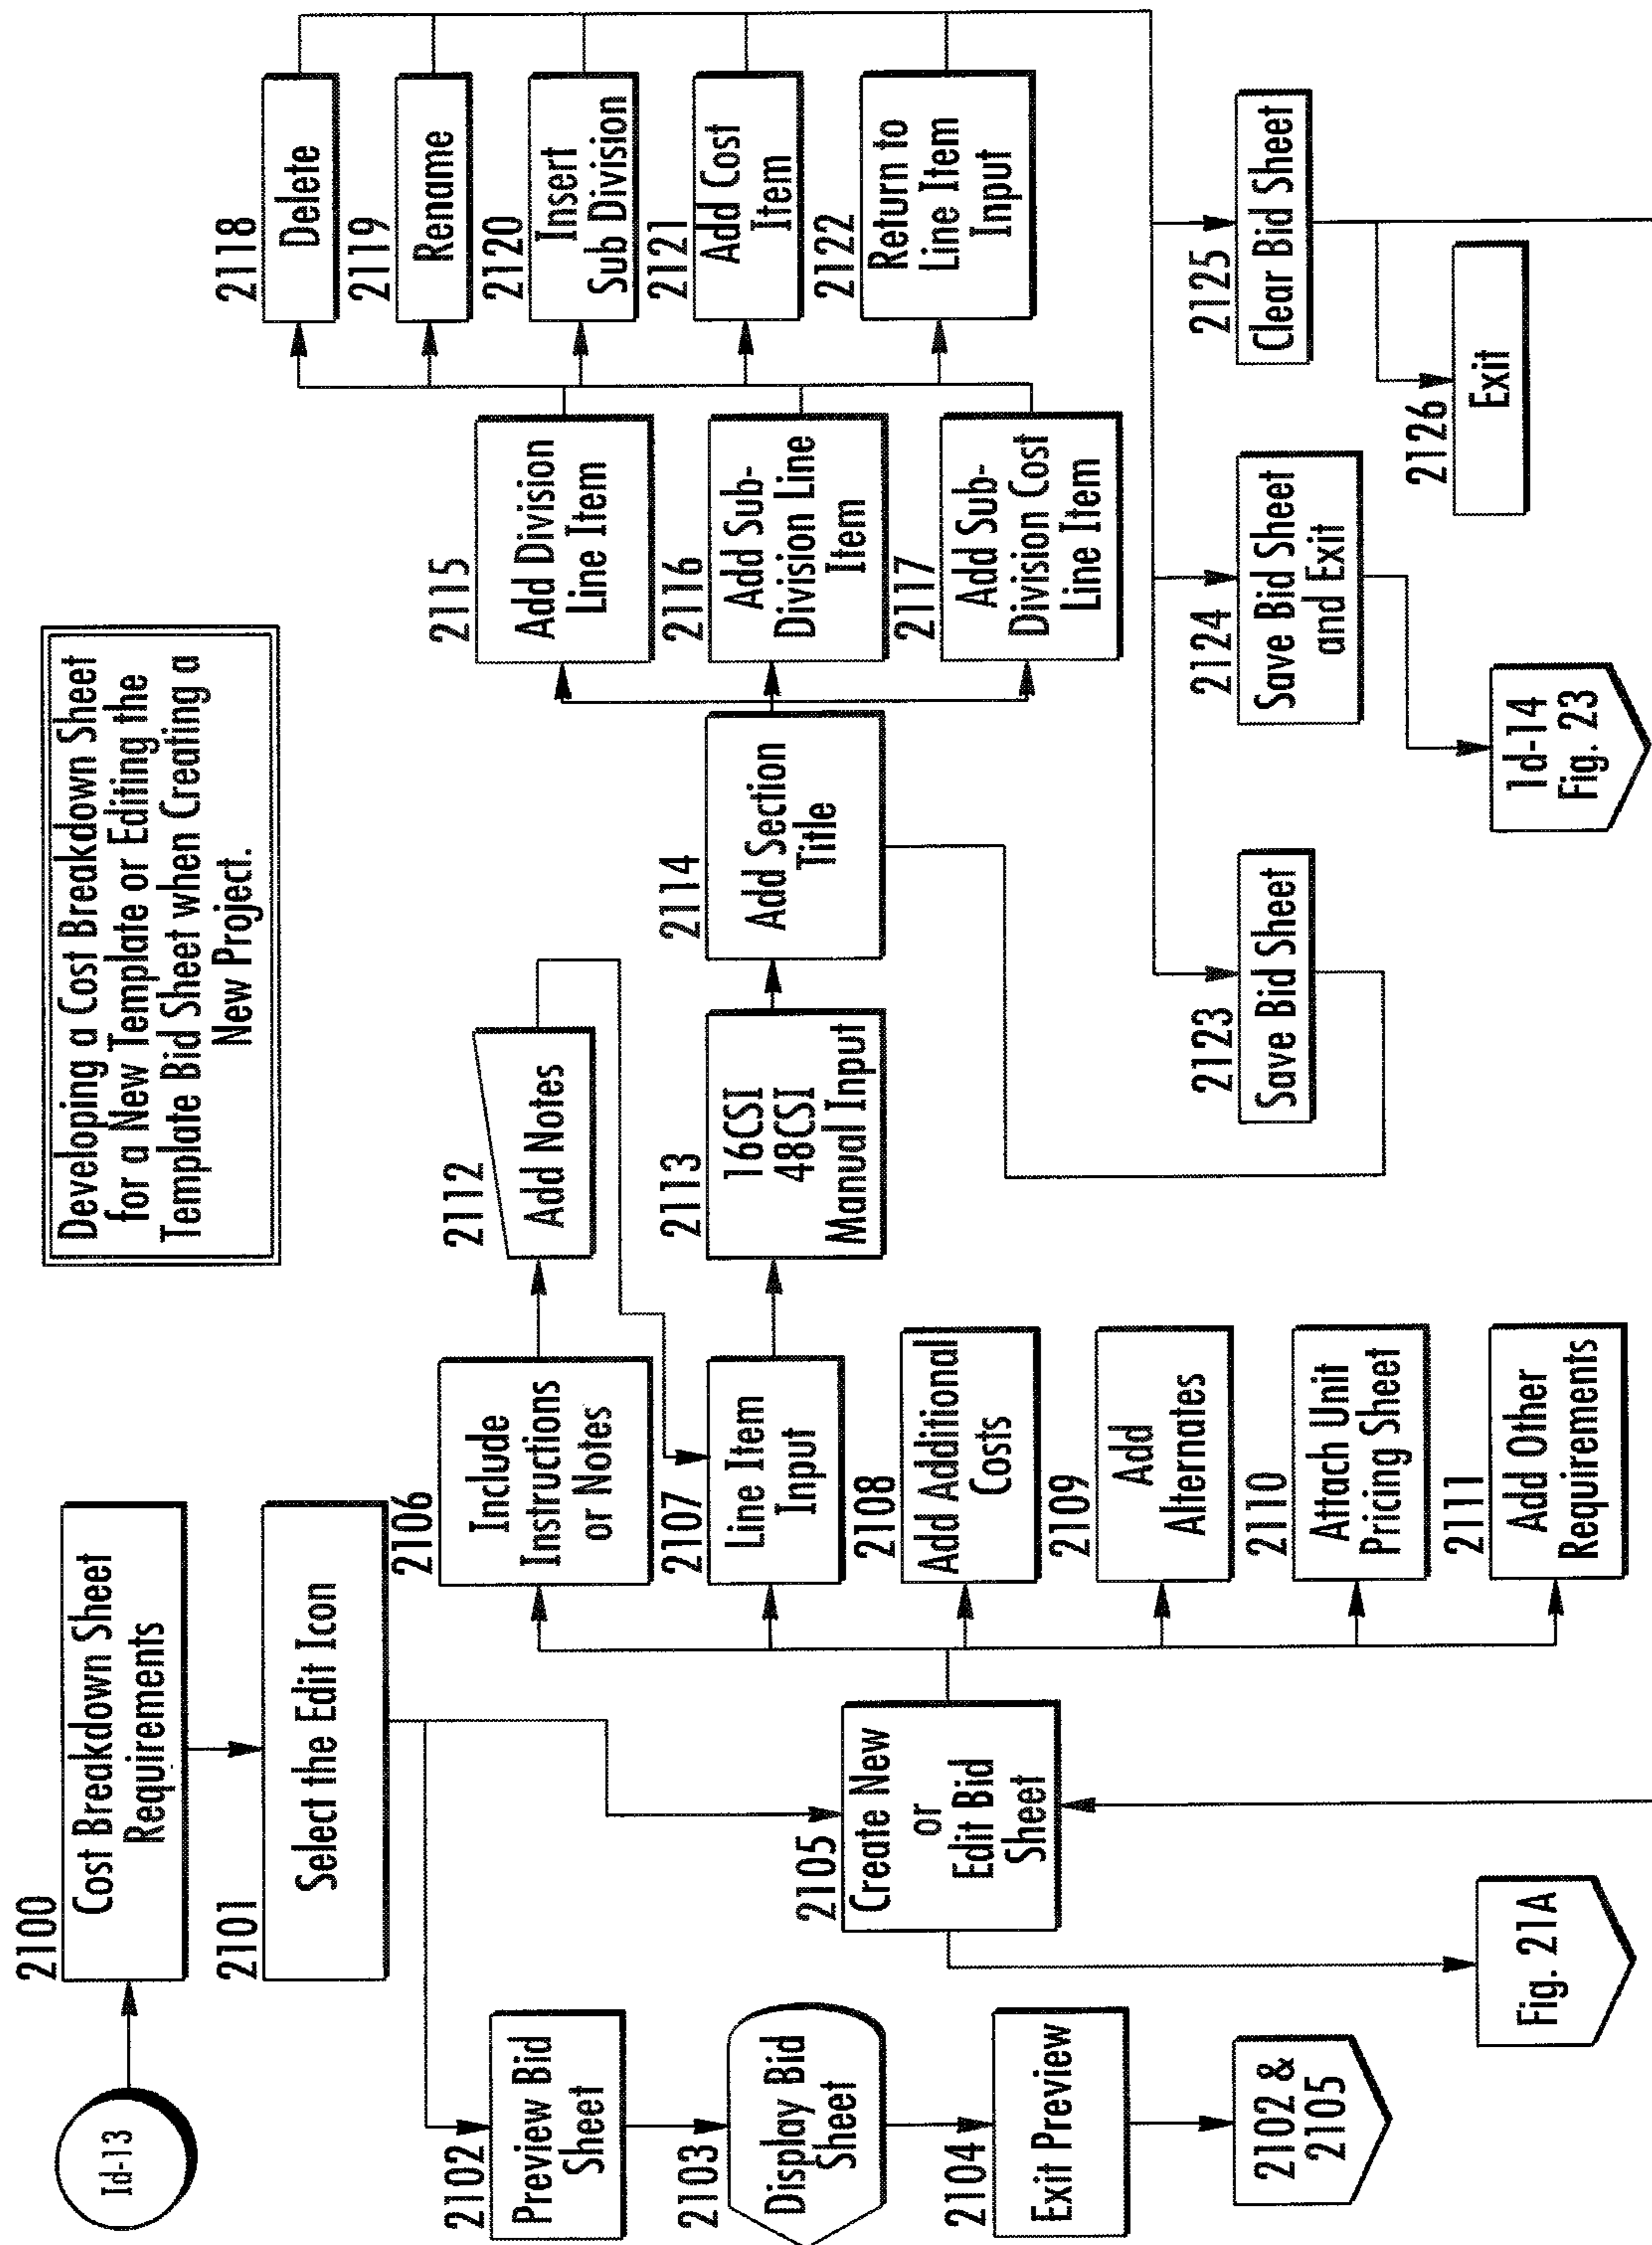 Developing a Cost Breakdown Sheet
for a New Template or Editing the
Template Bid Sheet when Creating a
New Project.
Id-13
2100
Cost Breakdown Sheet
Requirements
2101
Select the Edit Icon
2102
Preview Bid
Sheet
2103
Display Bid
Sheet
2104
Exit Preview
2102 &
2105
2105
Create New
or
Edit Bid
Sheet
Fig. 21A
2106
Include
Instructions
or Notes
2107
Line Item
Input
2108
Add Additional
Costs
2109
Add
Alternates
2110
Attach Unit
Pricing Sheet
2111
Add Other
Requirements
2112
Add Notes
2113
16CSI
48CSI
Manual Input
2114
Add Section
Title
2115
Add Division
Line Item
2116
Add Sub-
Division Line
Item
2117
Add Sub-
Division Cost
Line Item
2118
Delete
2119
Rename
2120
Insert
Sub Division
2121
Add Cost
Item
2122
Return to
Line Item
Input
2123
Save Bid Sheet
2124
Save Bid Sheet
and Exit
1d-14
Fig. 23
2125
Clear Bid Sheet
2126
Exit